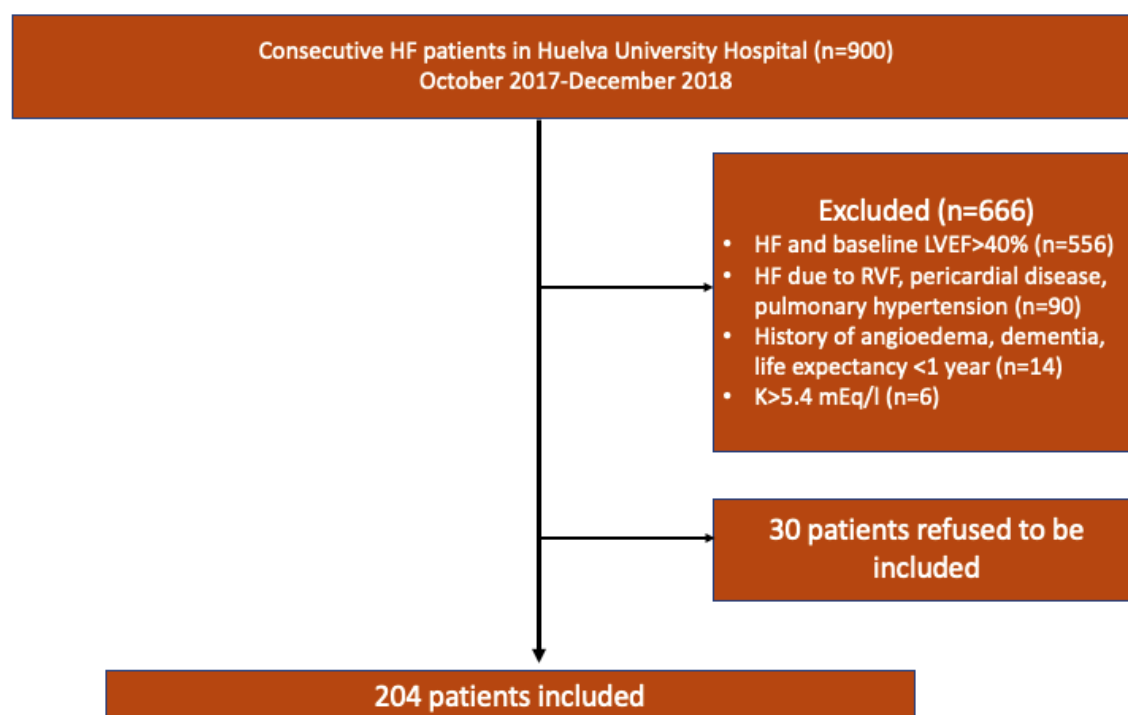 Consecutive HF patients in Huelva University Hospital (n=900)
October 2017-December 2018
Excluded (n=666)
• HF and baseline LVEF>40% (n=556)
• HF due to RVF, pericardial disease,
pulmonary hypertension (n=90)
• History of angioedema, dementia,
life expectancy <1 year (n=14)
• K>5.4 mEq/l (n=6)
30 patients refused to be
included
204 patients included